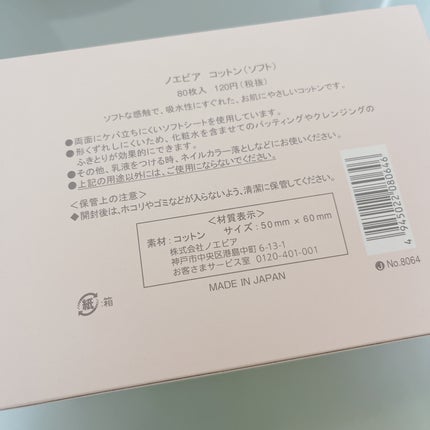 ノエビア コットン(ソフト)
80枚入 120円(税抜)
ソフトな感触で、吸水性にすぐれた、お肌にやさしいコットンです。
●両面にケバ立ちにくいソフトシートを使用しています。
●形くずれしにくいため、化粧水を含ませてのパッティングやクレンジングの
ふきとりが効果的にできます。
●その他、乳液をつける時、ネイルカラー落としなどにお使いください。
●上記の用途以外には、ご使用にならないでください。
<保管上の注意>
◆開封後は、ホコリやゴミなどが入らないよう、清潔に保管してください。
<材質表示>
素材:コットン サイズ:50mm×60mm
株式会社ノエビア
神戸市中央区港島中町6-13-1
お客さまサービス室 0120-401-001
MADE IN JAPAN
紙:箱
4 945022 080646
J No.8064